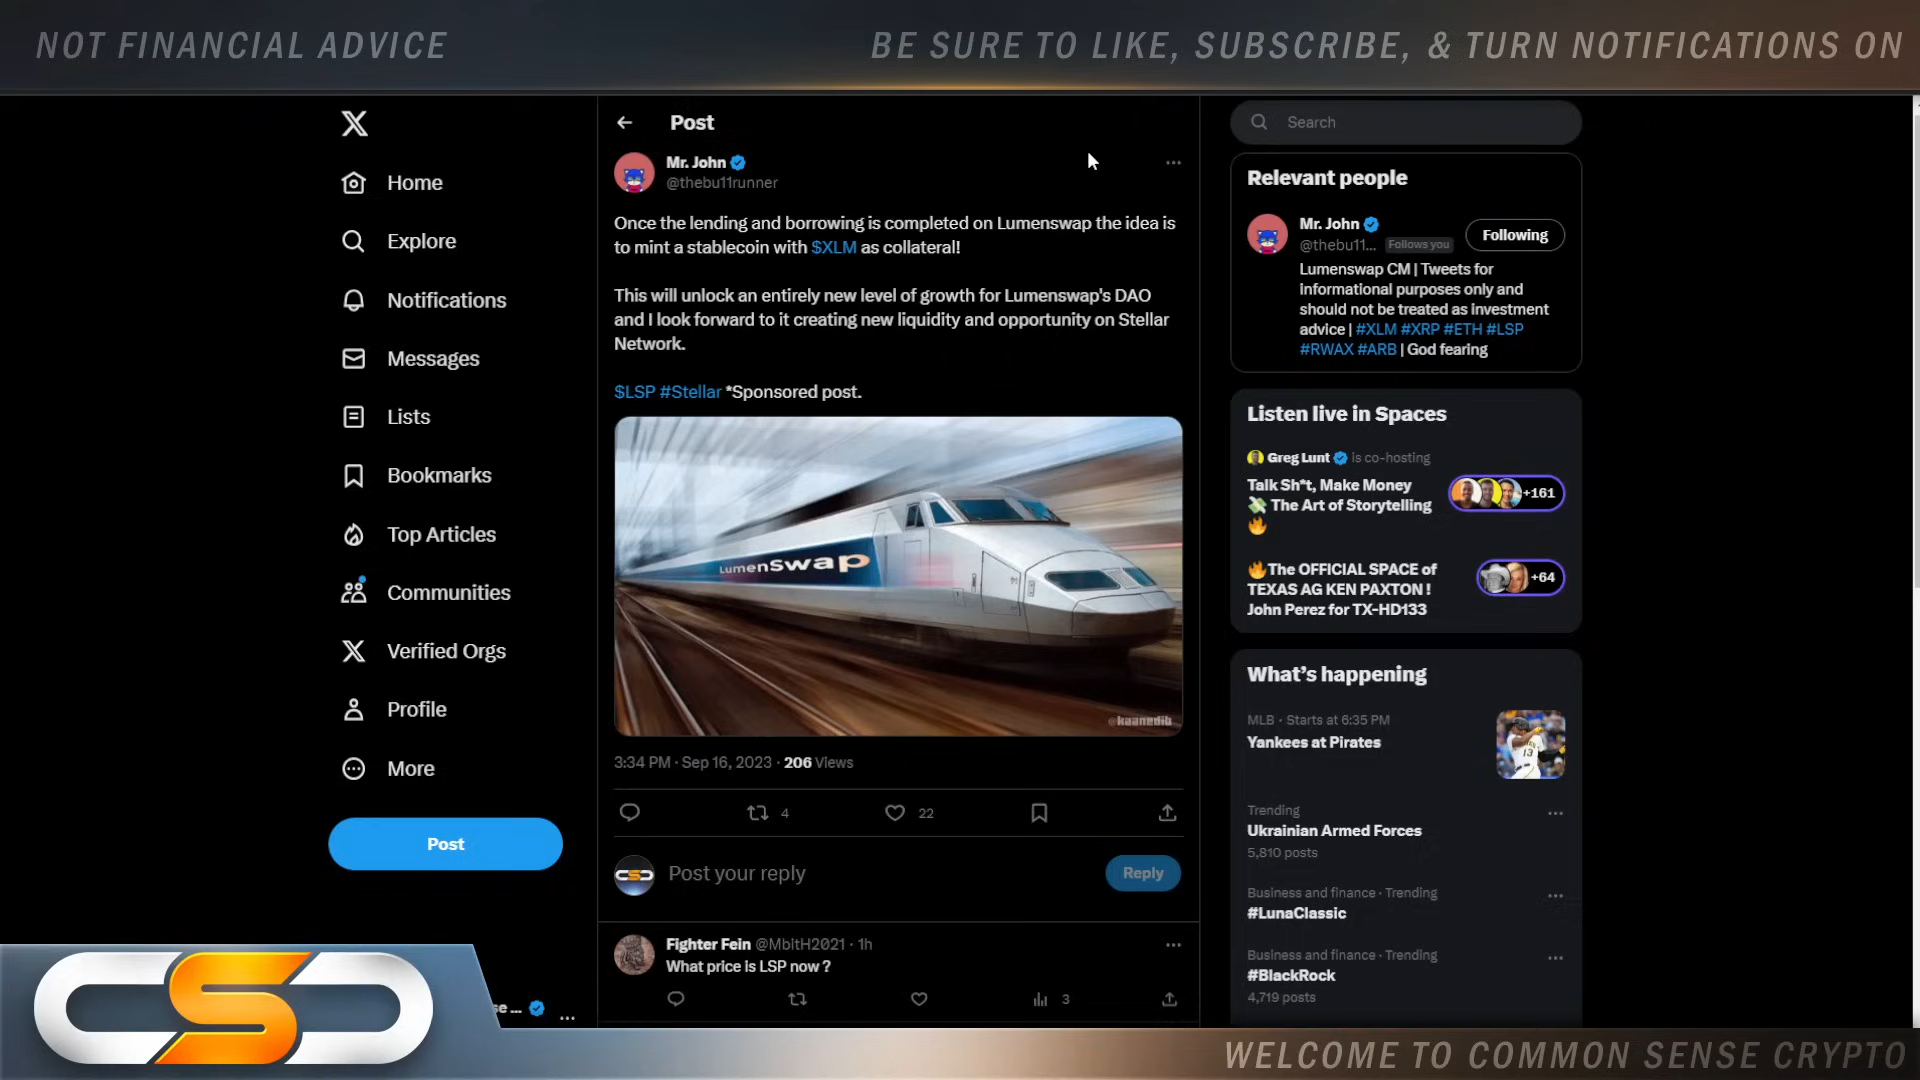 NOT FINANCIAL ADVICE
BE SURE TO LIKE, SUBSCRIBE, & TURN NOTIFICATIONS ON
X
Home
Explore
Notifications
Messages
Lists
Bookmarks
Top Articles
Communities
Verified Orgs
Profile
More
Post
se ...
Post
Mr. John
@thebu11runner
Once the lending and borrowing is completed on Lumenswap the idea is
to mint a stablecoin with $XLM as collateral!
This will unlock an entirely new level of growth for Lumenswap's DAO
and I look forward to it creating new liquidity and opportunity on Stellar
Network.
$LSP #Stellar *Sponsored post.
LumenSwap
@kaanedib
3:34 PM · Sep 16, 2023 · 206 Views
4
22
Post your reply
Reply
Fighter Fein @MbitH2021 · 1h
What price is LSP now ?
3
Search
Relevant people
Mr. John
@thebu11... Follows you
Following
Lumenswap CM | Tweets for
informational purposes only and
should not be treated as investment
advice | #XLM #XRP #ETH #LSP
#RWAX #ARB | God fearing
Listen live in Spaces
Greg Lunt is co-hosting
Talk Sh*t, Make Money
💸 The Art of Storytelling
🔥
+161
🔥The OFFICIAL SPACE of
TEXAS AG KEN PAXTON !
John Perez for TX-HD133
+64
What's happening
MLB · Starts at 6:35 PM
Yankees at Pirates
13
Trending
Ukrainian Armed Forces
5,810 posts
Business and finance · Trending
#LunaClassic
Business and finance · Trending
#BlackRock
4,719 posts
CSC
WELCOME TO COMMON SENSE CRYPTO